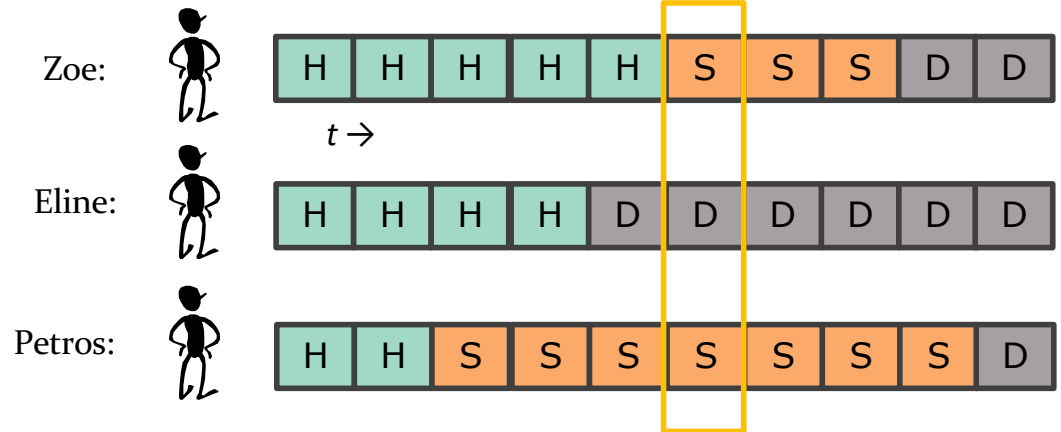 Zoe: H H H H H S S S D D
t →
Eline: H H H H D D D D D D
Petros: H H S S S S S S S D